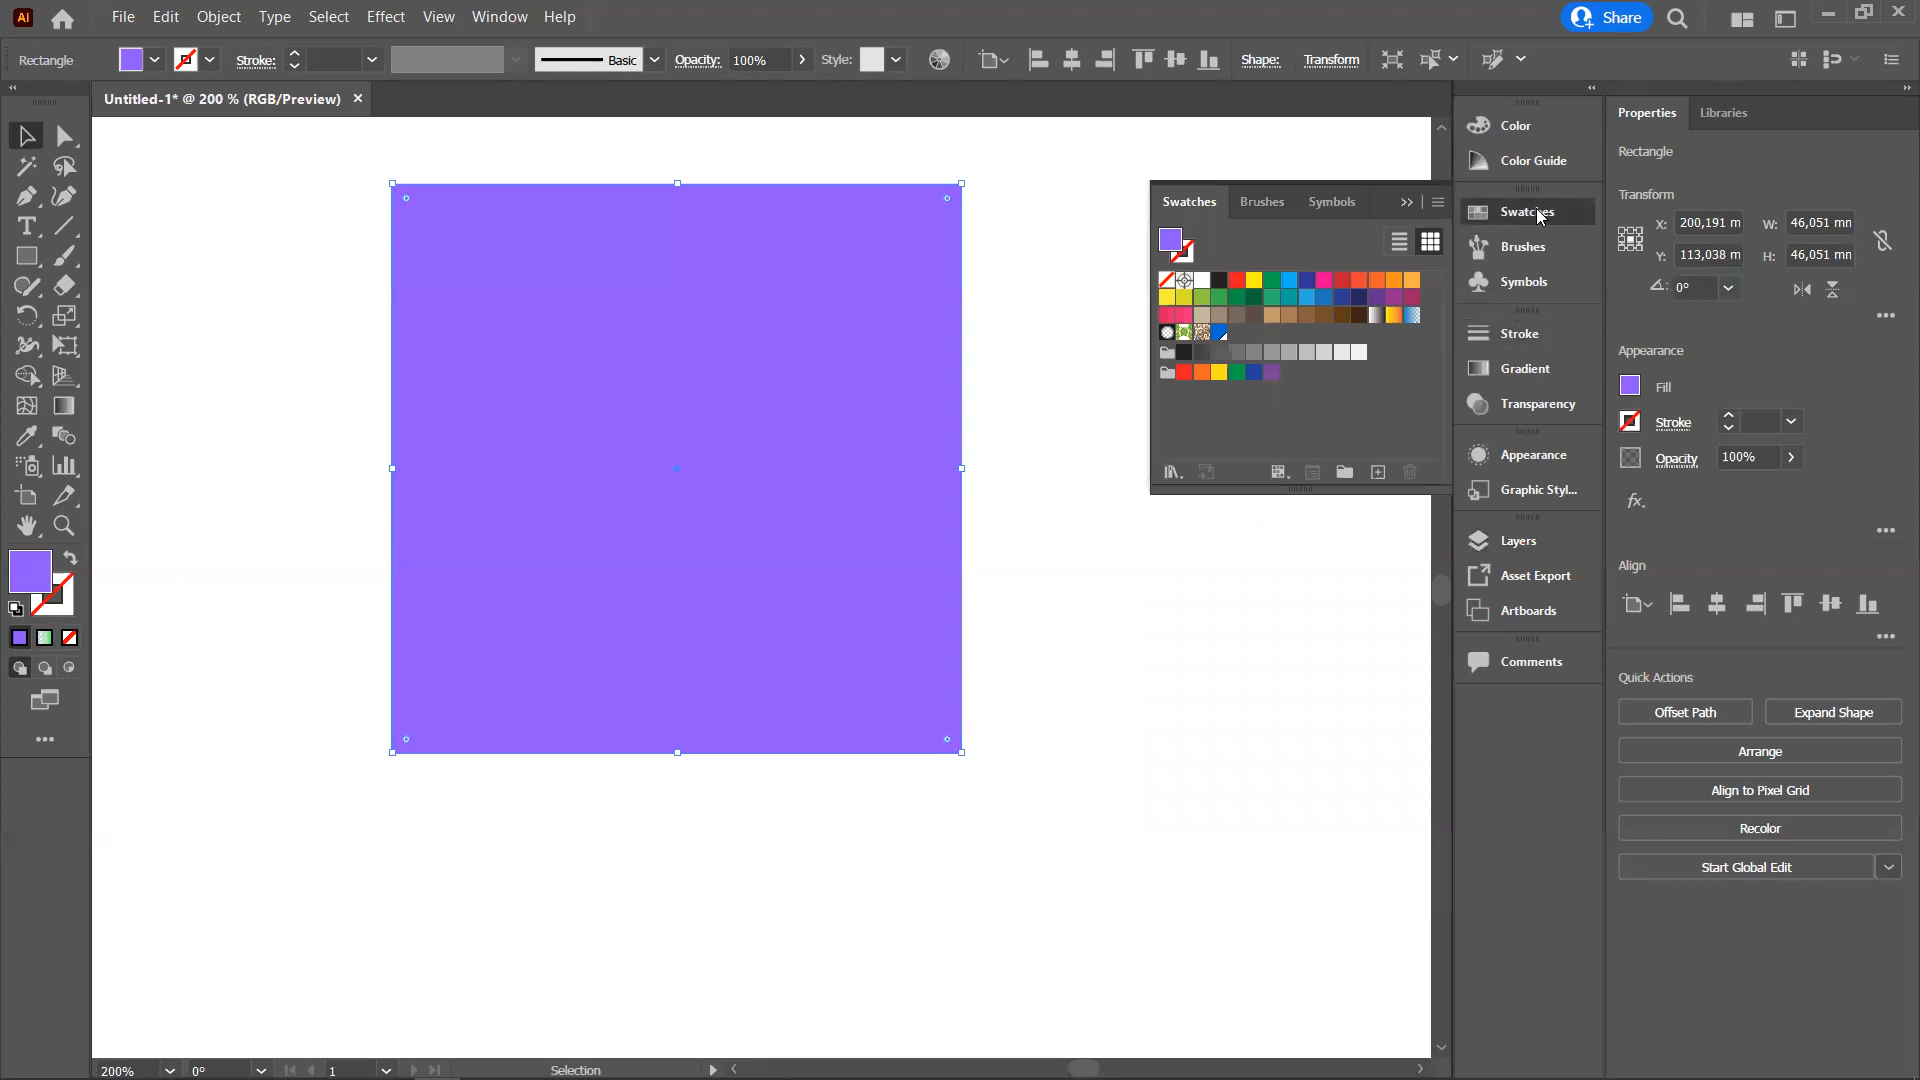 Ai File Edit Object Type Select Effect View Window Help Share
Rectangle Stroke: Basic Opacity: 100% Style: Shape: Transform
Untitled-1* @ 200 % (RGB/Preview)
Swatches Brushes Symbols
Color
Color Guide
Swatches
Brushes
Symbols
Stroke
Gradient
Transparency
Appearance
Graphic Styl...
Layers
Asset Export
Artboards
Comments
Properties Libraries
Rectangle
Transform
X: 200,191 m W: 46,051 mm
Y: 113,038 m H: 46,051 mm
0°
Appearance
Fill
Stroke
Opacity 100%
fx.
Align
Quick Actions
Offset Path Expand Shape
Arrange
Align to Pixel Grid
Recolor
Start Global Edit
200% 0° 1 Selection